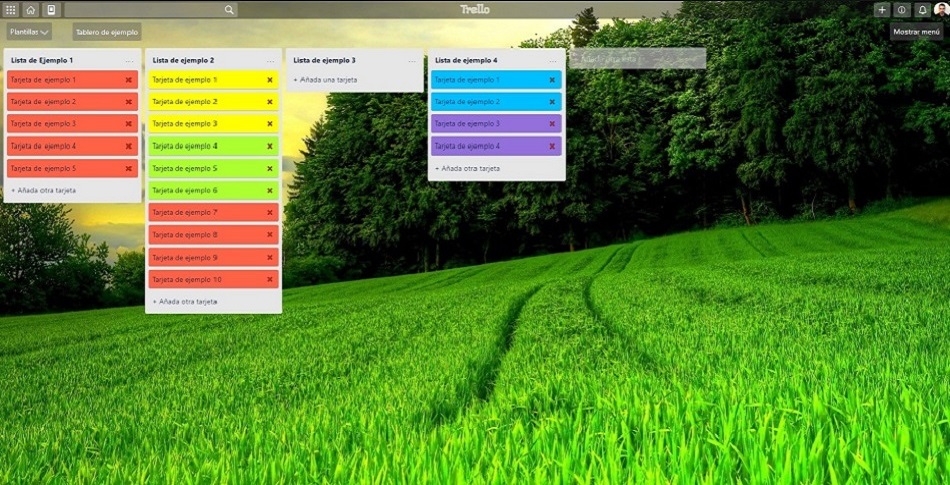 Trello
Plantillas
Tablero de ejemplo
Mostrar menú
Lista de Ejemplo 1
Tarjeta de ejemplo 1
Tarjeta de ejemplo 2
Tarjeta de ejemplo 3
Tarjeta de ejemplo 4
Tarjeta de ejemplo 5
+ Añada otra tarjeta
Lista de ejemplo 2
Tarjeta de ejemplo 1
Tarjeta de ejemplo 2
Tarjeta de ejemplo 3
Tarjeta de ejemplo 4
Tarjeta de ejemplo 5
Tarjeta de ejemplo 6
Tarjeta de ejemplo 7
Tarjeta de ejemplo 8
Tarjeta de ejemplo 9
Tarjeta de ejemplo 10
+ Añada otra tarjeta
Lista de ejemplo 3
+ Añada una tarjeta
Lista de ejemplo 4
Tarjeta de ejemplo 1
Tarjeta de ejemplo 2
Tarjeta de ejemplo 3
Tarjeta de ejemplo 4
+ Añada otra tarjeta